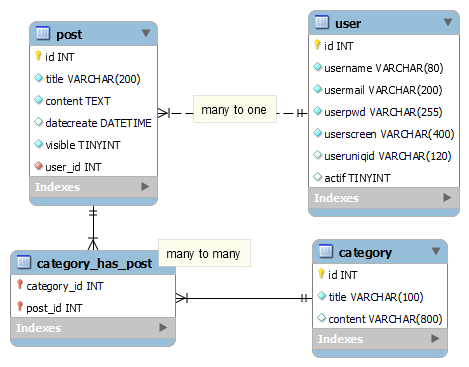 post
id INT
title VARCHAR(200)
content TEXT
datecreate DATETIME
visible TINYINT
user_id INT
Indexes
many to one
user
id INT
username VARCHAR(80)
usermail VARCHAR(200)
userpwd VARCHAR(255)
userscreen VARCHAR(400)
useruniqid VARCHAR(120)
actif TINYINT
Indexes
many to many
category_has_post
category_id INT
post_id INT
Indexes
category
id INT
title VARCHAR(100)
content VARCHAR(800)
Indexes